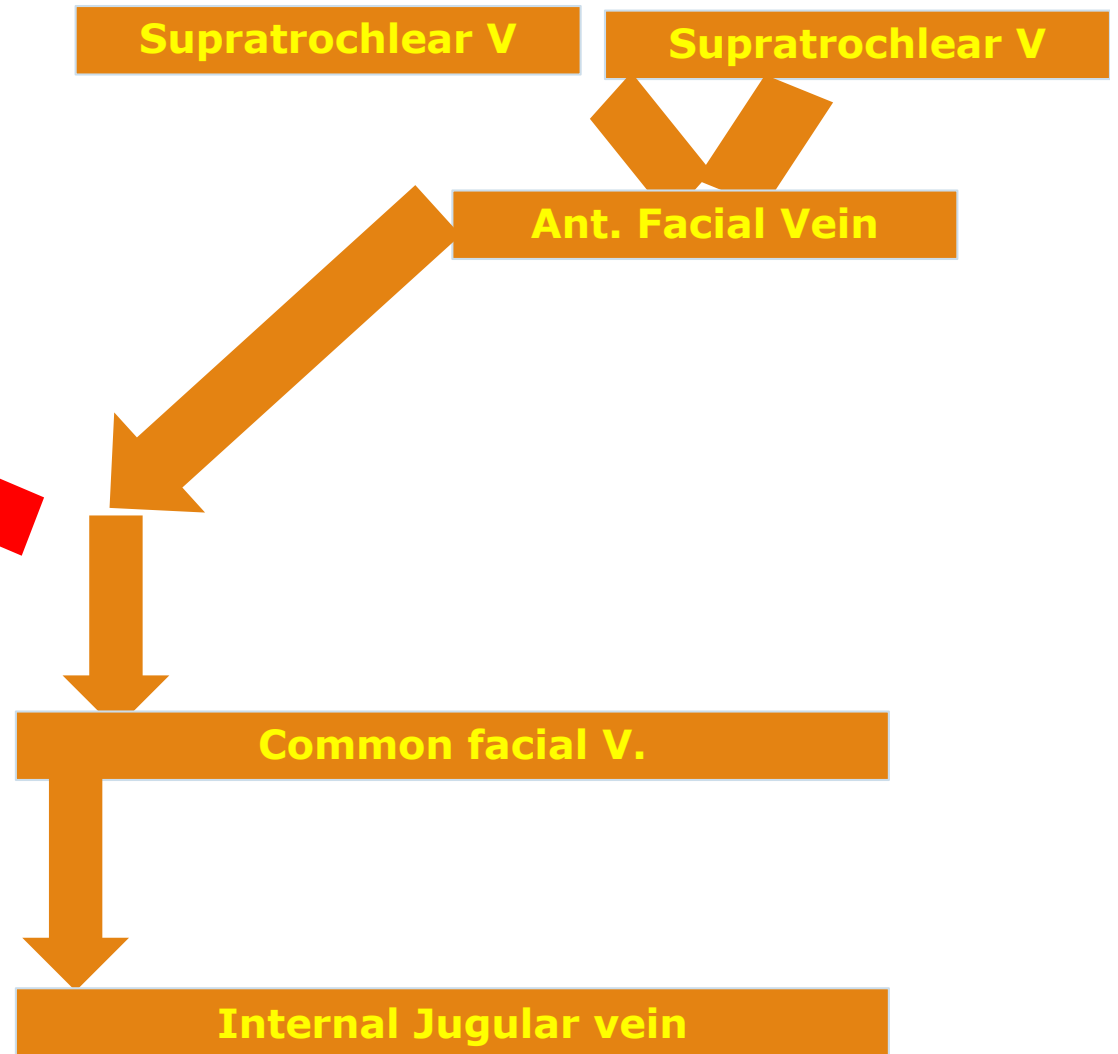 Supratrochlear V
Supratrochlear V
Ant. Facial Vein
Common facial V.
Internal Jugular vein